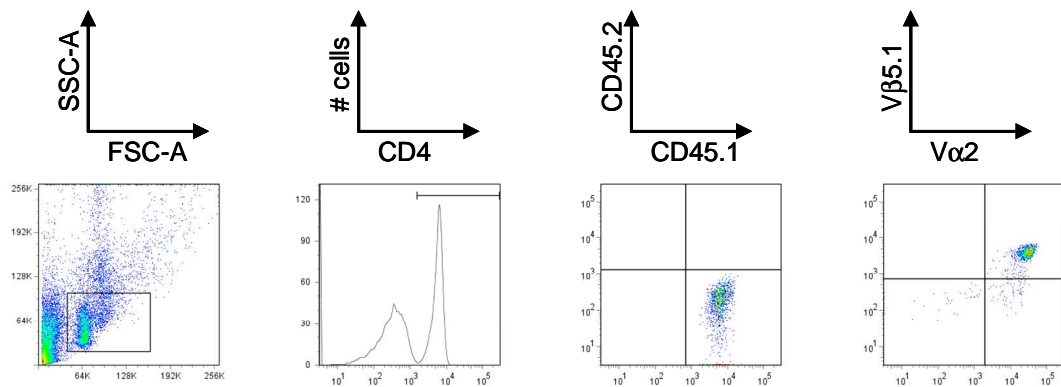 SSC-A
FSC-A
# cells
CD4
CD45.2
CD45.1
Vβ5.1
Vα2
256K
192K
128K
64K
64K 128K 192K 256K
120
90
60
30
0
10¹ 10² 10³ 10⁴ 10⁵
10⁵
10⁴
10³
10²
10¹
10¹ 10² 10³ 10⁴ 10⁵
10⁵
10⁴
10³
10²
10¹
10¹ 10² 10³ 10⁴ 10⁵